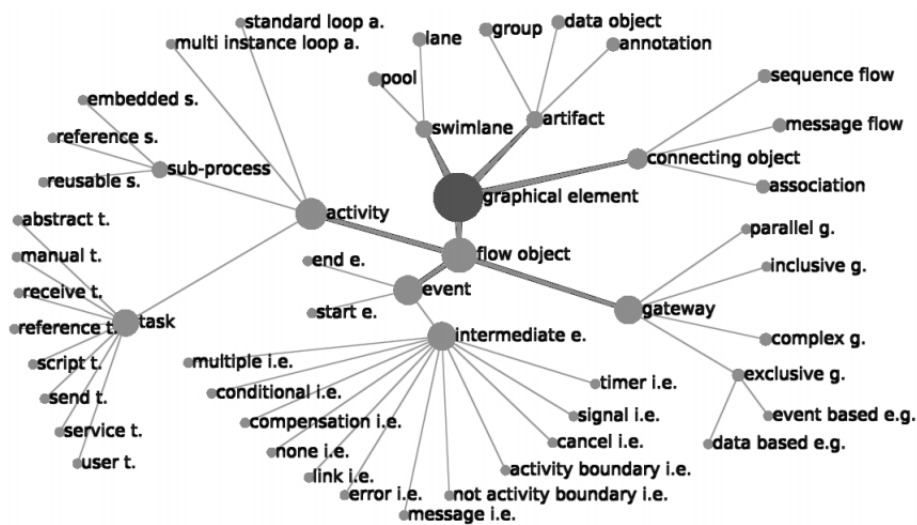 standard loop a.
multi instance loop a.
lane
group
data object
annotation
pool
sequence flow
embedded s.
swimlane
artifact
message flow
reference s.
connecting object
sub-process
reusable s.
association
graphical element
activity
abstract t.
parallel g.
manual t.
end e.
flow object
inclusive g.
receive t.
event
start e.
gateway
reference t.
task
intermediate e.
complex g.
script t.
multiple i.e.
timer i.e.
exclusive g.
send t.
conditional i.e.
signal i.e.
event based e.g.
service t.
compensation i.e.
cancel i.e.
data based e.g.
user t.
none i.e.
activity boundary i.e.
link i.e.
error i.e.
not activity boundary i.e.
message i.e.